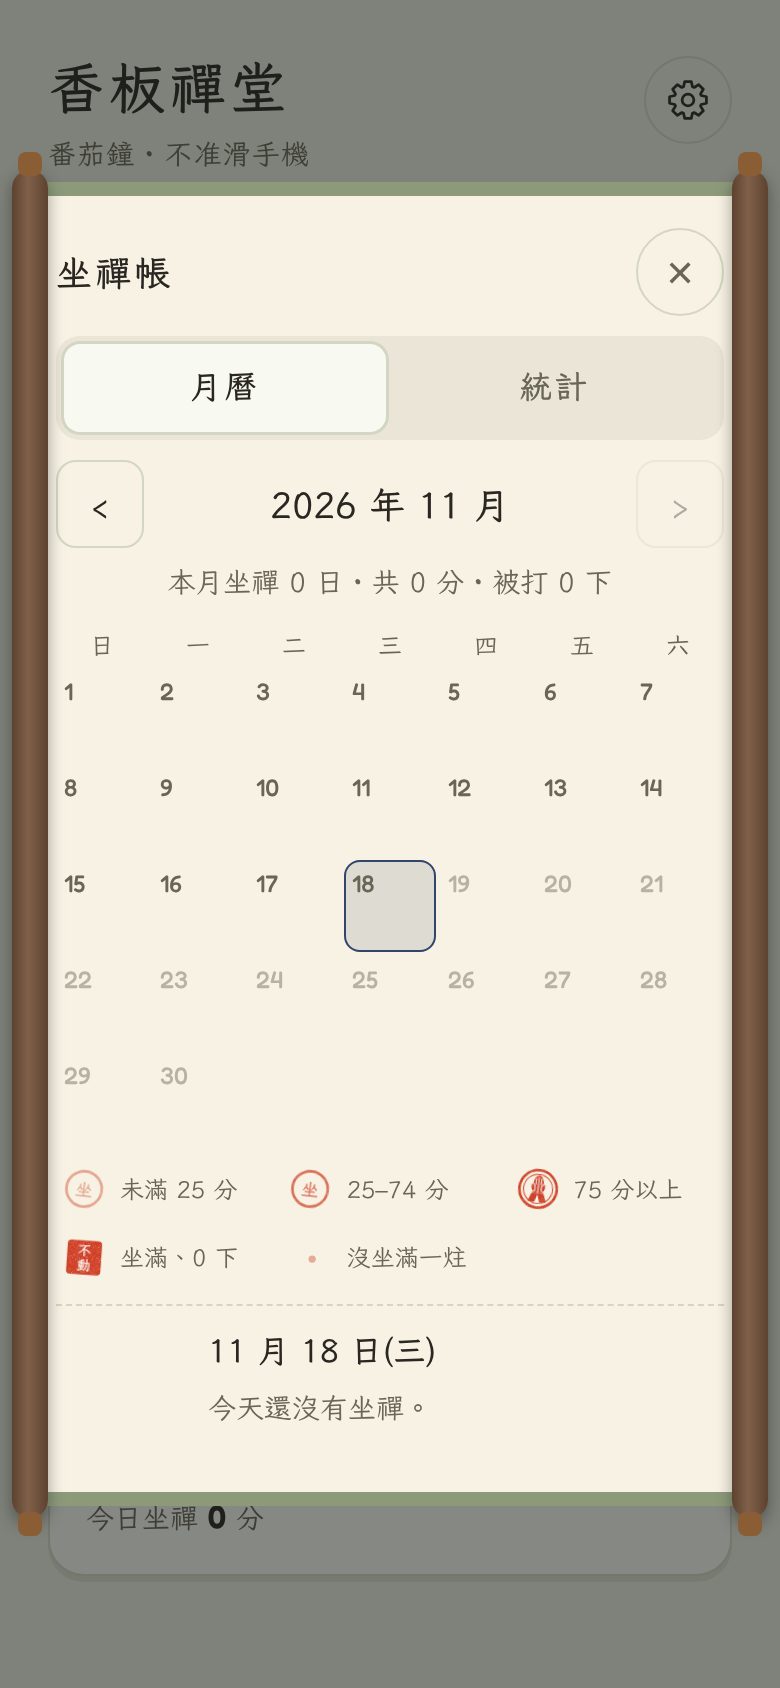 香板禪堂
番茄鐘・不准滑手機
坐禪帳
×
月曆 統計
< 2026 年 11 月 >
本月坐禪 0 日・共 0 分・被打 0 下
日 一 二 三 四 五 六
1 2 3 4 5 6 7
8 9 10 11 12 13 14
15 16 17 18 19 20 21
22 23 24 25 26 27 28
29 30
坐 未滿 25 分 坐 25–74 分 75 分以上
不動 坐滿、0 下 沒坐滿一炷
11 月 18 日(三)
今天還沒有坐禪。
今日坐禪 0 分